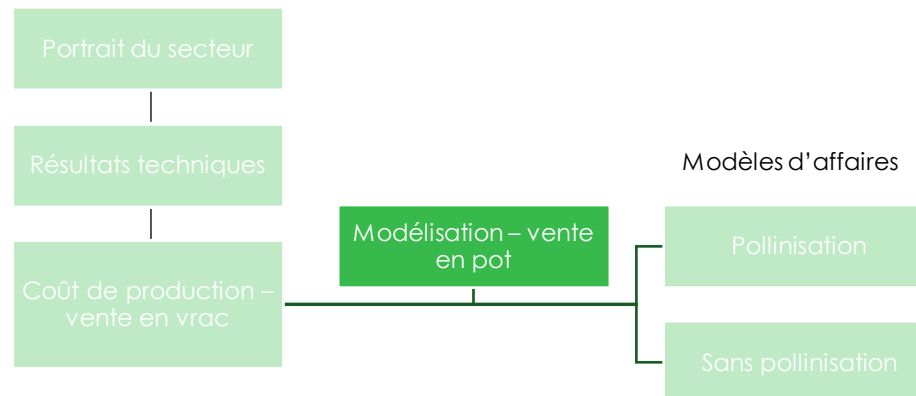 Portrait du secteur
Résultats techniques
Coût de production –
vente en vrac
Modélisation – vente
en pot
Modèles d'affaires
Pollinisation
Sans pollinisation